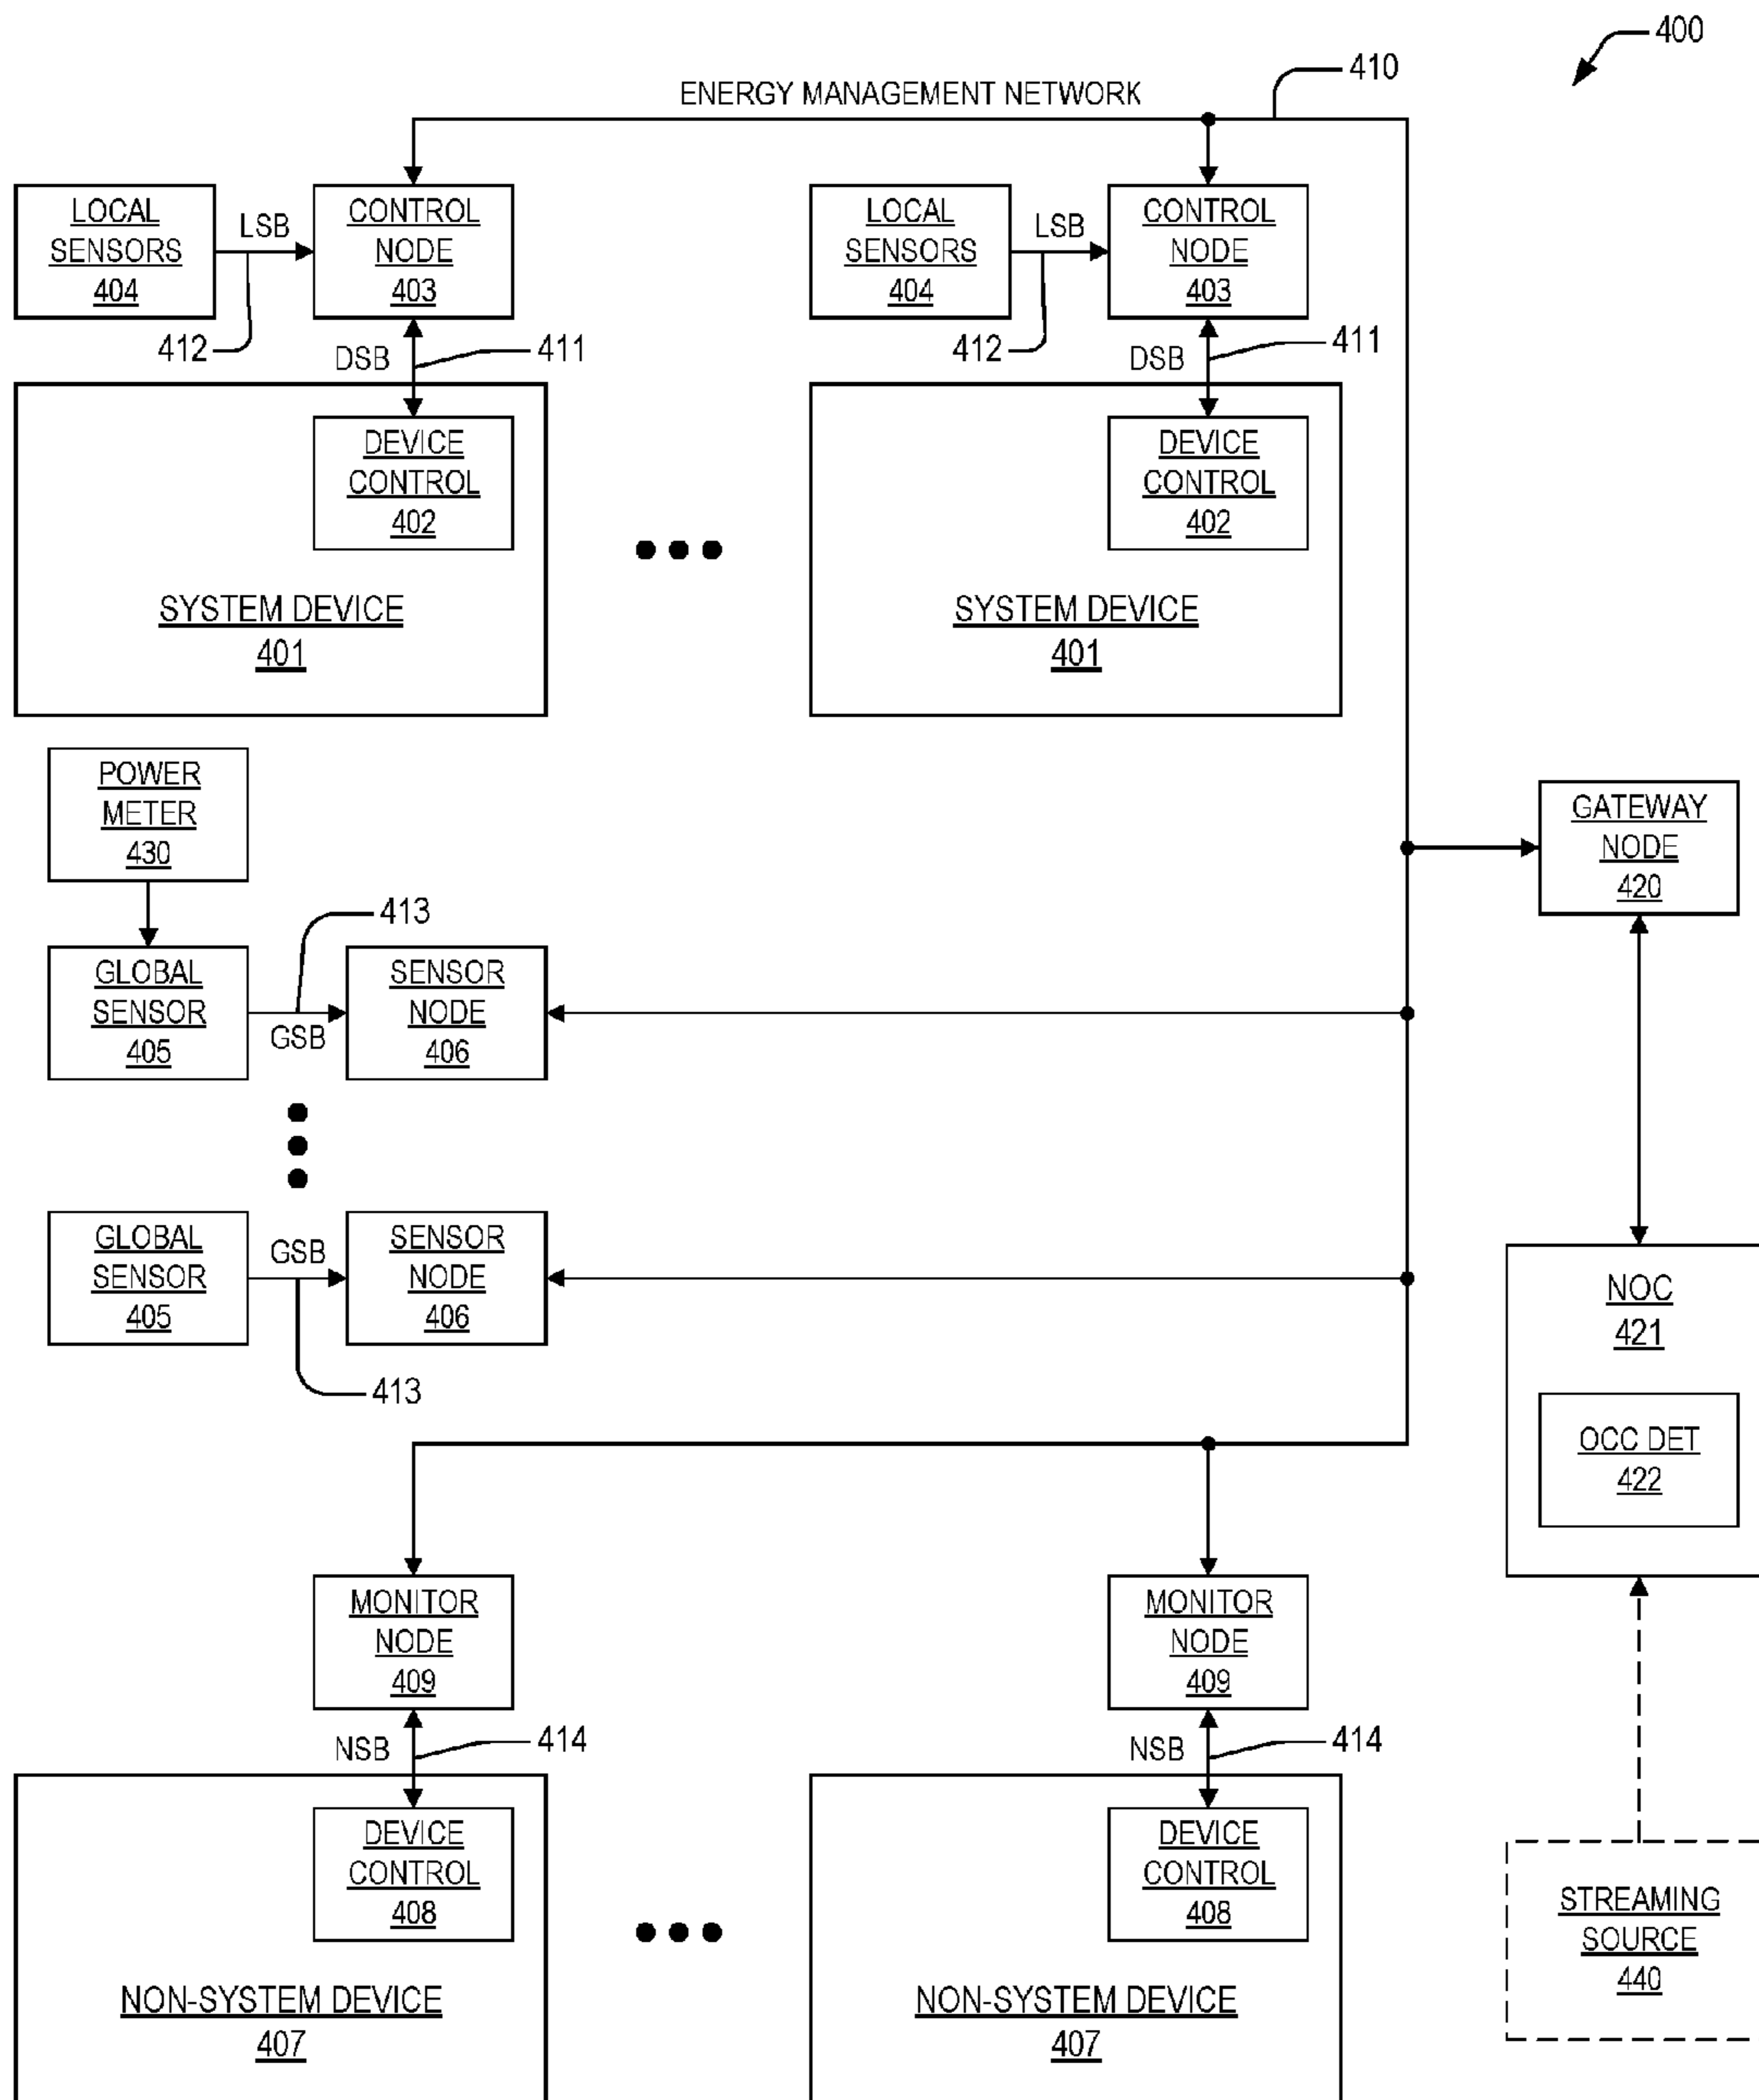 400
410
ENERGY MANAGEMENT NETWORK
LOCAL
SENSORS
404
LSB
412
CONTROL
NODE
403
LOCAL
SENSORS
404
LSB
412
CONTROL
NODE
403
DSB
411
DSB
411
DEVICE
CONTROL
402
SYSTEM DEVICE
401
DEVICE
CONTROL
402
SYSTEM DEVICE
401
POWER
METER
430
GATEWAY
NODE
420
413
GLOBAL
SENSOR
405
GSB
SENSOR
NODE
406
GLOBAL
SENSOR
405
GSB
SENSOR
NODE
406
413
NOC
421
OCC DET
422
MONITOR
NODE
409
MONITOR
NODE
409
NSB
414
NSB
414
DEVICE
CONTROL
408
NON-SYSTEM DEVICE
407
DEVICE
CONTROL
408
NON-SYSTEM DEVICE
407
STREAMING
SOURCE
440